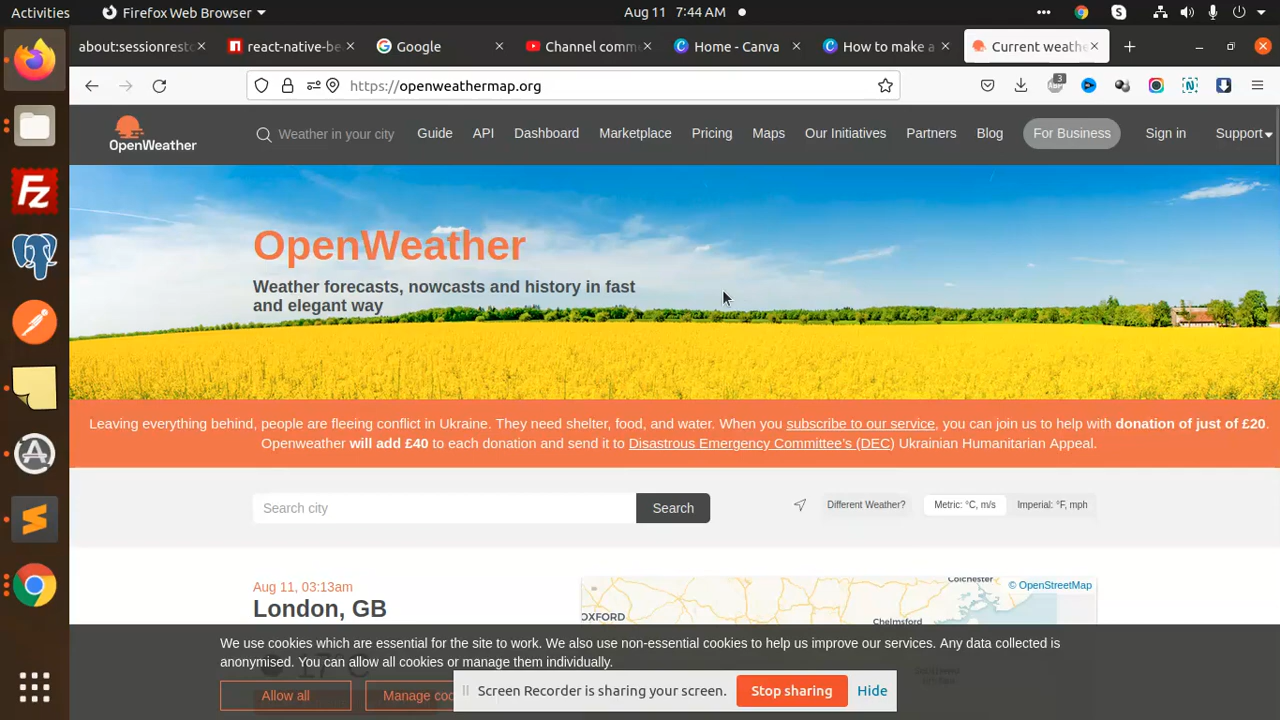 Activities
Firefox Web Browser
Aug 11 7:44 AM
about:sessionresto
react-native-be
Google
Channel comme
Home - Canva
How to make a
Current weathe
https://openweathermap.org
3
OpenWeather
Weather in your city
Guide
API
Dashboard
Marketplace
Pricing
Maps
Our Initiatives
Partners
Blog
For Business
Sign in
Support
OpenWeather
Weather forecasts, nowcasts and history in fast
and elegant way
Leaving everything behind, people are fleeing conflict in Ukraine. They need shelter, food, and water. When you subscribe to our service, you can join us to help with donation of just of £20.
Openweather will add £40 to each donation and send it to Disastrous Emergency Committee's (DEC) Ukrainian Humanitarian Appeal.
Search city
Search
Different Weather?
Metric: °C, m/s
Imperial: °F, mph
Aug 11, 03:13am
London, GB
© OpenStreetMap
Colchester
OXFORD
Chelmsford
We use cookies which are essential for the site to work. We also use non-essential cookies to help us improve our services. Any data collected is
anonymised. You can allow all cookies or manage them individually.
17°C
Allow all
Manage coo
Screen Recorder is sharing your screen.
Stop sharing
Hide